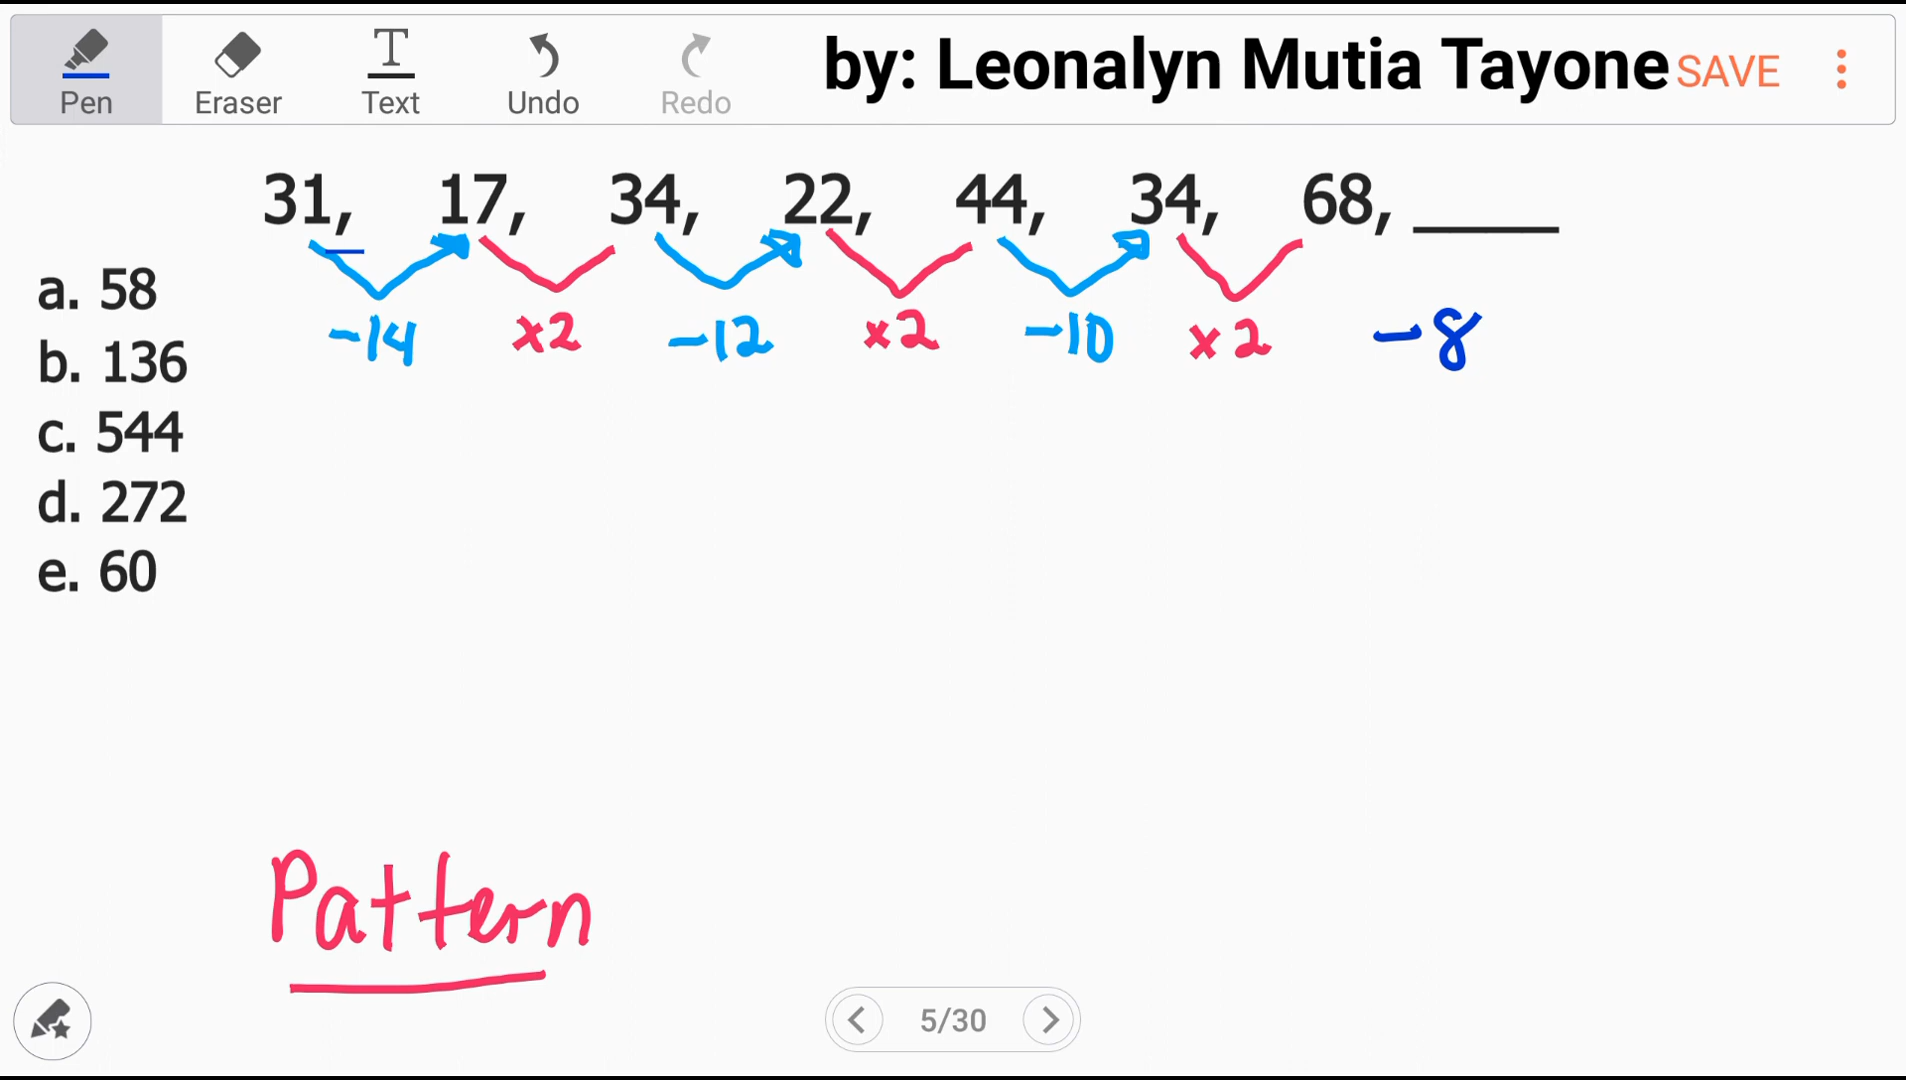 Pen Eraser Text Undo Redo by: Leonalyn Mutia Tayone SAVE
31, 17, 34, 22, 44, 34, 68, ____
-14 ×2 -12 ×2 -10 ×2 -8
a. 58
b. 136
c. 544
d. 272
e. 60
Pattern
5/30